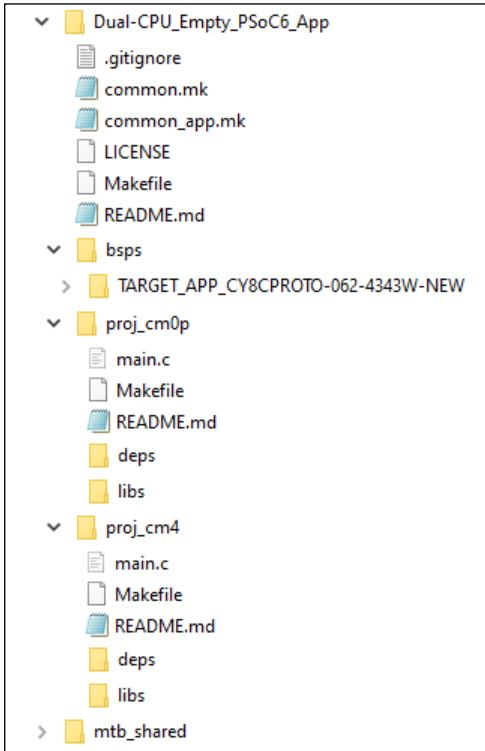 Dual-CPU_Empty_PSoC6_App
.gitignore
common.mk
common_app.mk
LICENSE
Makefile
README.md
bsps
TARGET_APP_CY8CPROTO-062-4343W-NEW
proj_cm0p
main.c
Makefile
README.md
deps
libs
proj_cm4
main.c
Makefile
README.md
deps
libs
mtb_shared